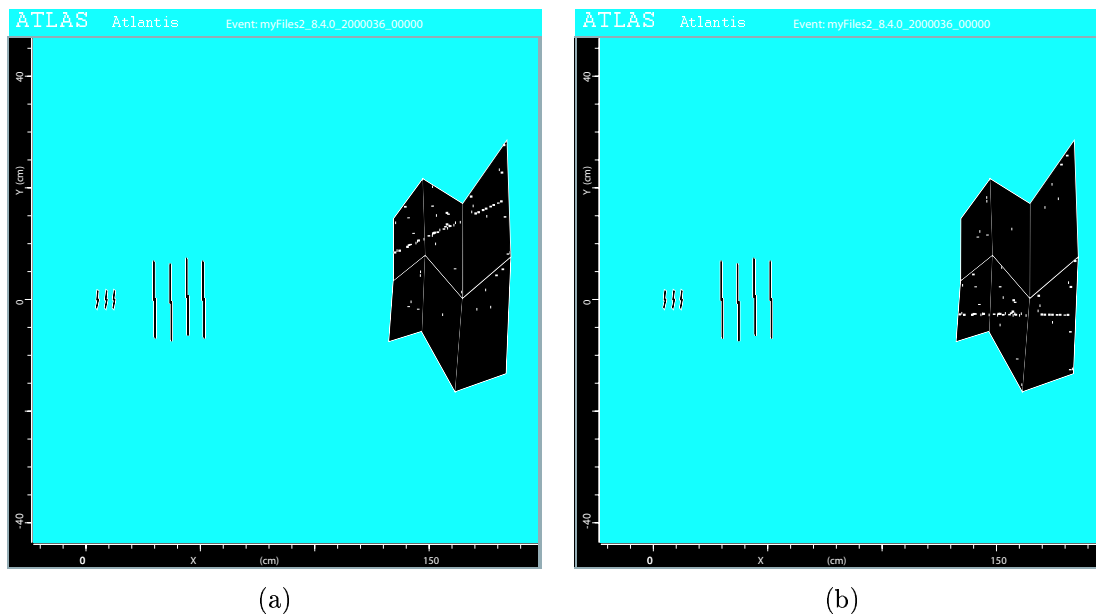 ATLAS Atlantis Event: myFiles2_8.4.0_2000036_00000
40
Y (cm)
0
-40
0 X (cm) 150
(a)
ATLAS Atlantis Event: myFiles2_8.4.0_2000036_00000
40
Y (cm)
0
-40
0 X (cm) 150
(b)